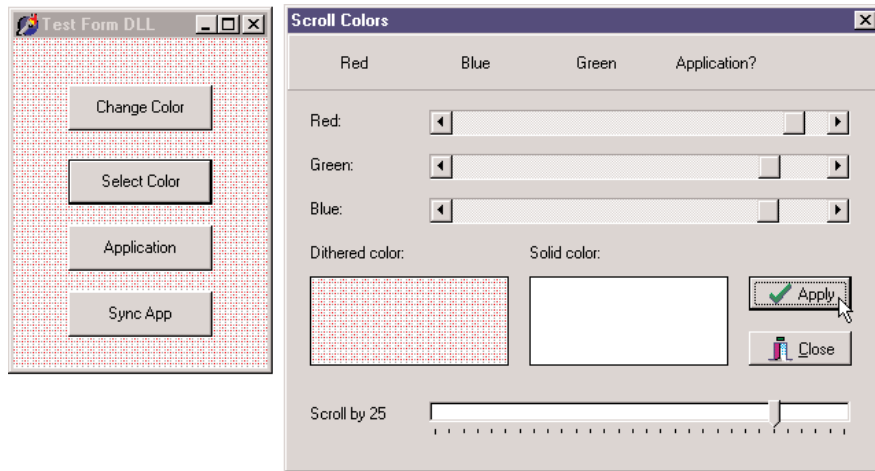 Test Form DLL
Change Color
Select Color
Application
Sync App
Scroll Colors
Red Blue Green Application?
Red:
Green:
Blue:
Dithered color: Solid color:
Apply
Close
Scroll by 25